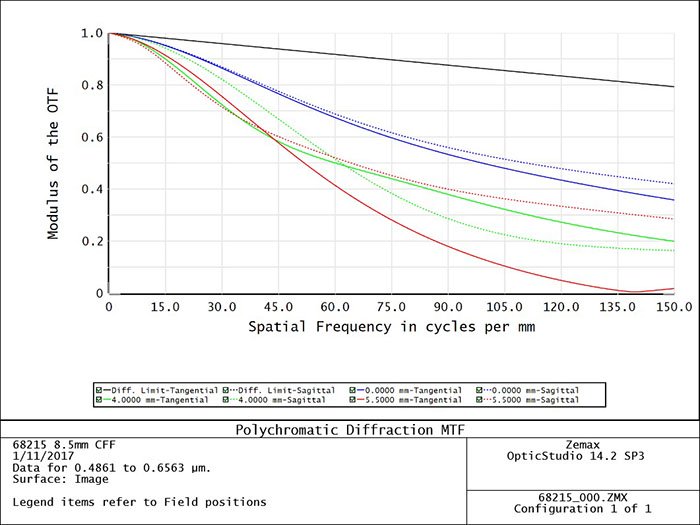 1.0
0.8
0.6
0.4
0.2
0
Modulus of the OTF
0 15.0 30.0 45.0 60.0 75.0 90.0 105.0 120.0 135.0 150.0
Spatial Frequency in cycles per mm
Diff. Limit-Tangential Diff. Limit-Sagittal 0.0000 mm-Tangential 0.0000 mm-Sagittal
4.0000 mm-Tangential 4.0000 mm-Sagittal 5.5000 mm-Tangential 5.5000 mm-Sagittal
Polychromatic Diffraction MTF
68215 8.5mm CFF
1/11/2017
Data for 0.4861 to 0.6563 µm.
Surface: Image
Legend items refer to Field positions
Zemax
OpticStudio 14.2 SP3
68215_000.ZMX
Configuration 1 of 1